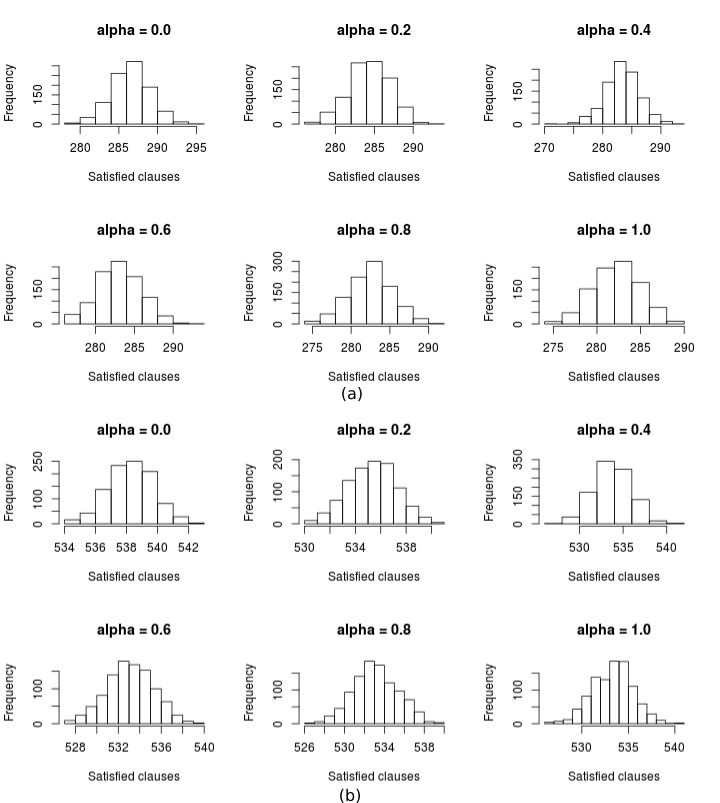 alpha = 0.0 alpha = 0.2 alpha = 0.4
Frequency Frequency Frequency
0 150 0 150 0 150
280 285 290 295 280 285 290 270 280 290
Satisfied clauses Satisfied clauses Satisfied clauses
alpha = 0.6 alpha = 0.8 alpha = 1.0
Frequency Frequency Frequency
0 150 0 150 300 0 150
280 290 275 280 285 290 275 280 285 290
Satisfied clauses Satisfied clauses Satisfied clauses
(a)
alpha = 0.0 alpha = 0.2 alpha = 0.4
Frequency Frequency Frequency
0 100 250 0 100 200 0 150 350
534 536 538 540 542 530 534 538 530 535 540
Satisfied clauses Satisfied clauses Satisfied clauses
alpha = 0.6 alpha = 0.8 alpha = 1.0
Frequency Frequency Frequency
0 100 0 100 0 100
528 532 536 540 526 530 534 538 530 535 540
Satisfied clauses Satisfied clauses Satisfied clauses
(b)